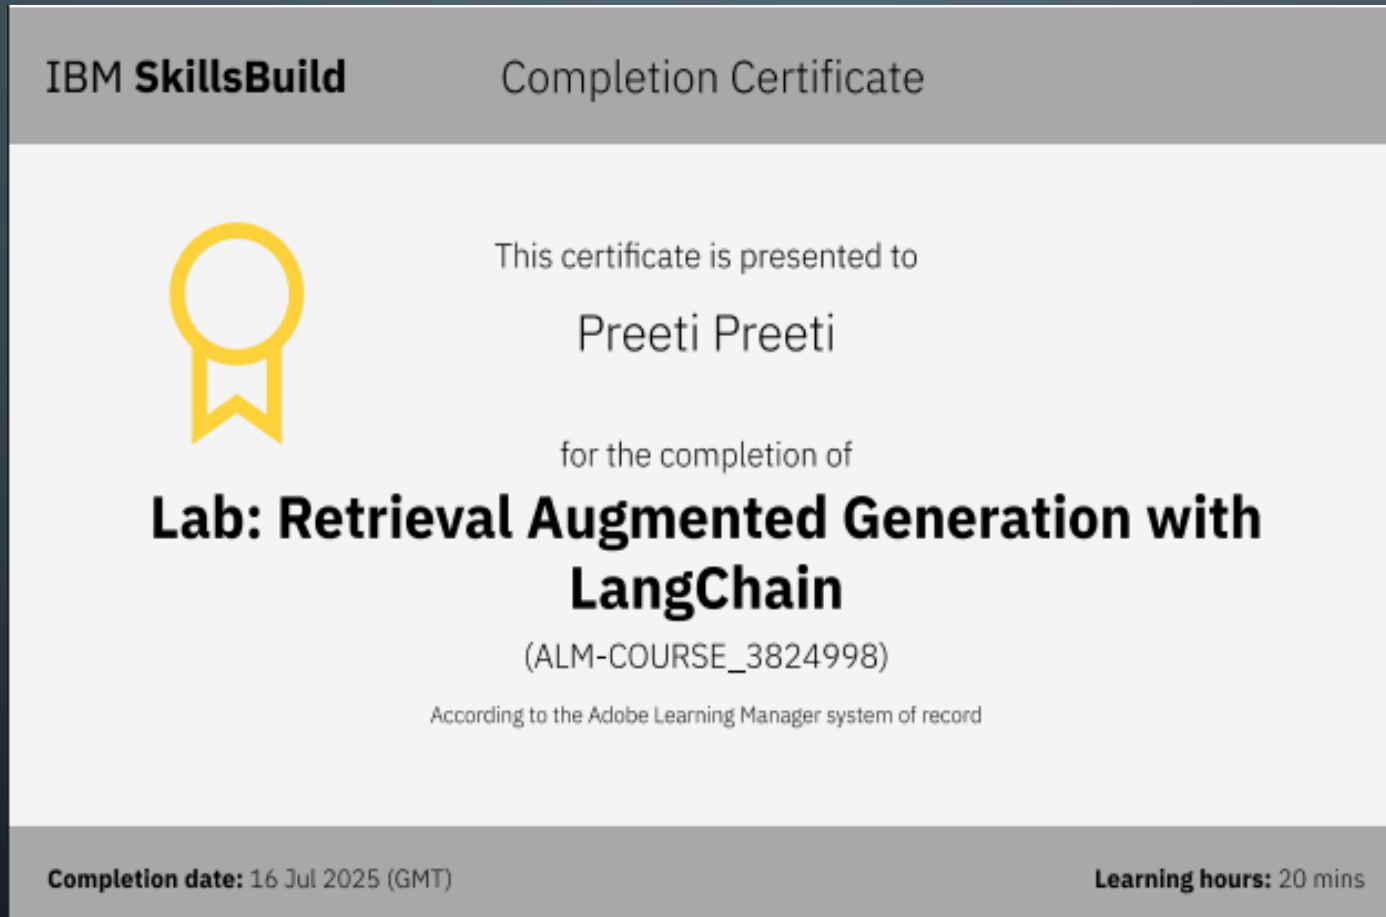 IBM SkillsBuild
Completion Certificate
This certificate is presented to
Preeti Preeti
for the completion of
Lab: Retrieval Augmented Generation with
LangChain
(ALM-COURSE_3824998)
According to the Adobe Learning Manager system of record
Completion date: 16 Jul 2025 (GMT)
Learning hours: 20 mins